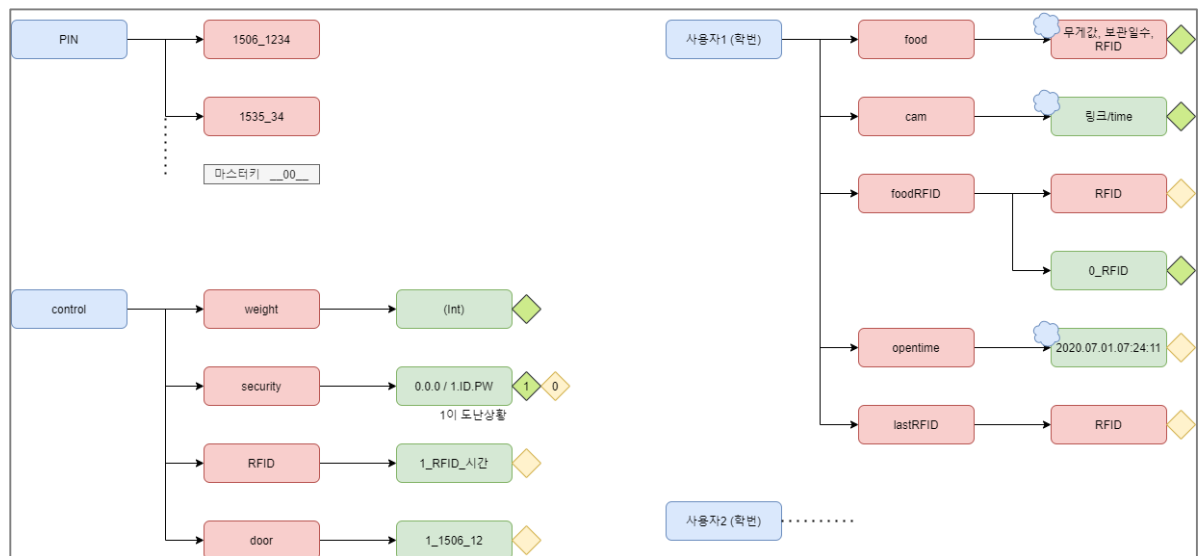 PIN
1506_1234
1535_34
마스터키 __00__
control
weight
(Int)
security
0.0.0 / 1.ID.PW
1
0
1이 도난상황
RFID
1_RFID_시간
door
1_1506_12
사용자1 (학번)
food
무게값, 보관일수,
RFID
cam
링크/time
foodRFID
RFID
0_RFID
opentime
2020.07.01.07:24:11
lastRFID
RFID
사용자2 (학번)